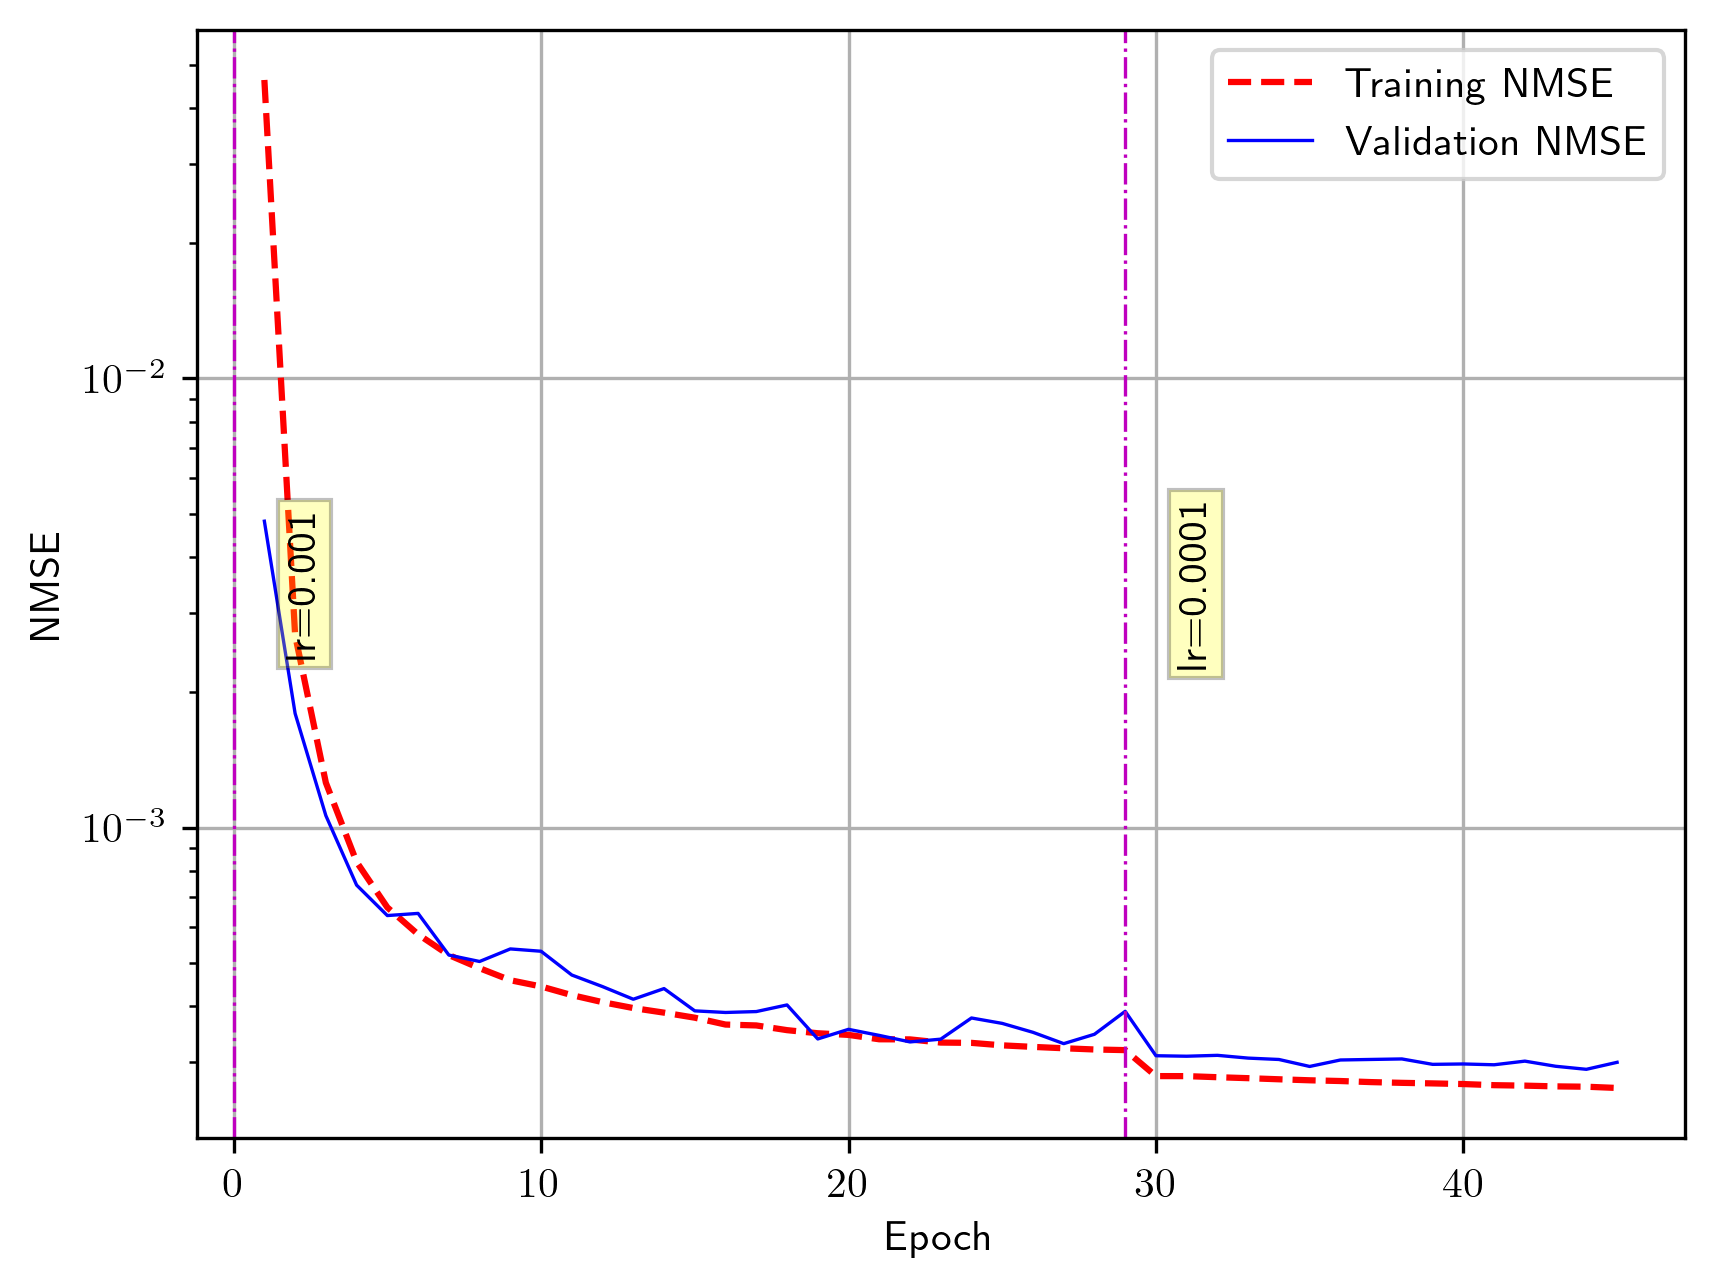 Training NMSE
Validation NMSE
NMSE
10⁻²
10⁻³
lr=0.001
lr=0.0001
0 10 20 30 40
Epoch